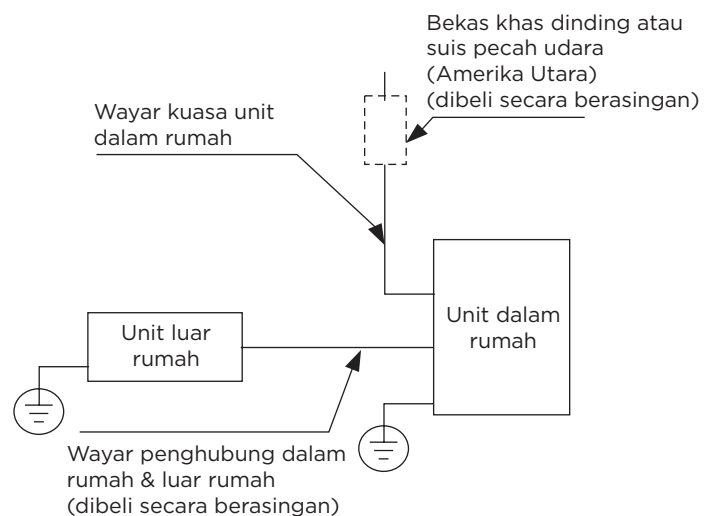 Bekas khas dinding atau
suis pecah udara
(Amerika Utara)
(dibeli secara berasingan)
Wayar kuasa unit
dalam rumah
Unit luar
rumah
Unit dalam
rumah
Wayar penghubung dalam
rumah & luar rumah
(dibeli secara berasingan)